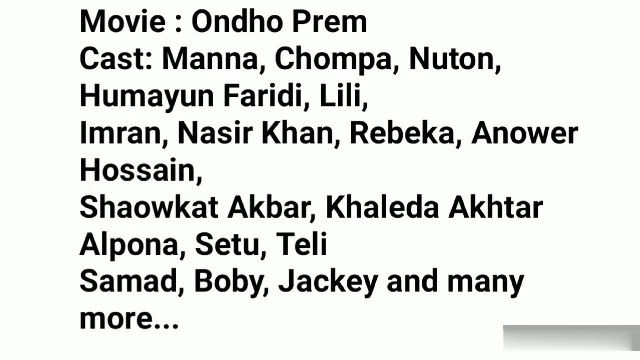 Movie : Ondho Prem
Cast: Manna, Chompa, Nuton,
Humayun Faridi, Lili,
Imran, Nasir Khan, Rebeka, Anower
Hossain,
Shaowkat Akbar, Khaleda Akhtar
Alpona, Setu, Teli
Samad, Boby, Jackey and many
more...